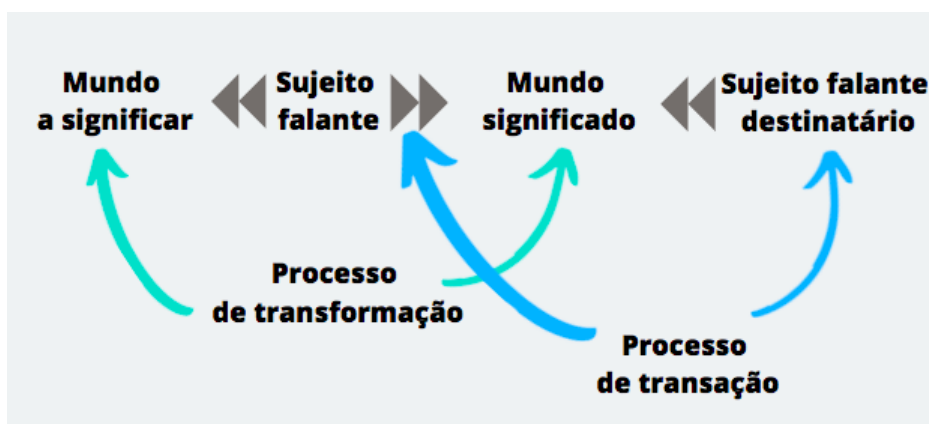 Mundo
a significar
Sujeito
falante
Mundo
significado
Sujeito falante
destinatário
Processo
de transformação
Processo
de transação